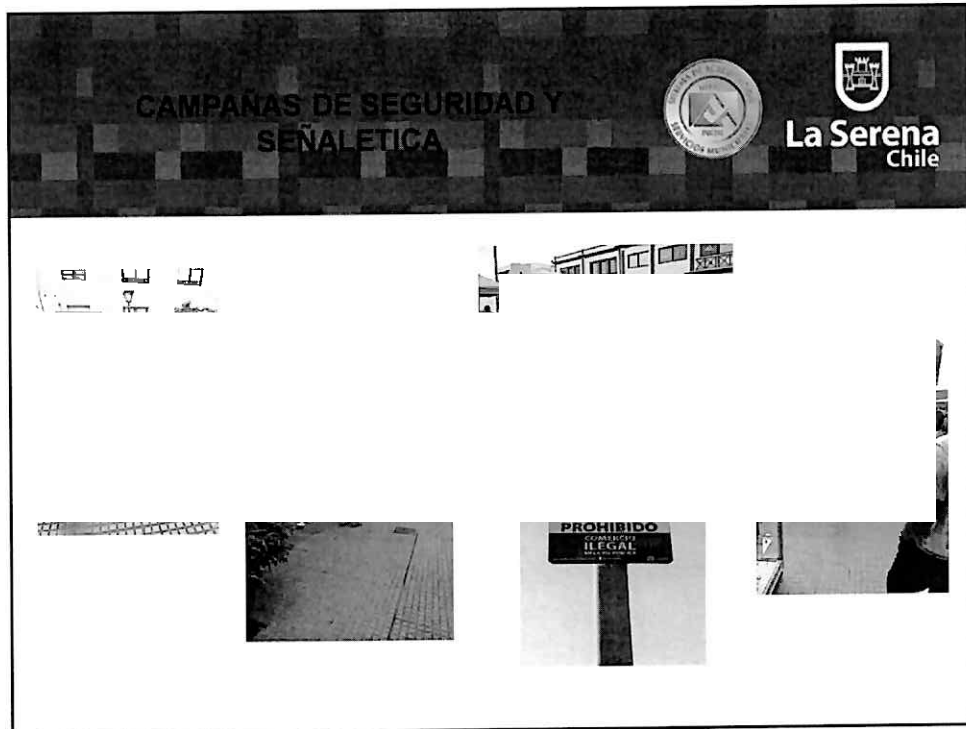 CAMPAÑAS DE SEGURIDAD Y
SEÑALETICA
La Serena
Chile
PROHIBIDO
COMERCIO
ILEGAL